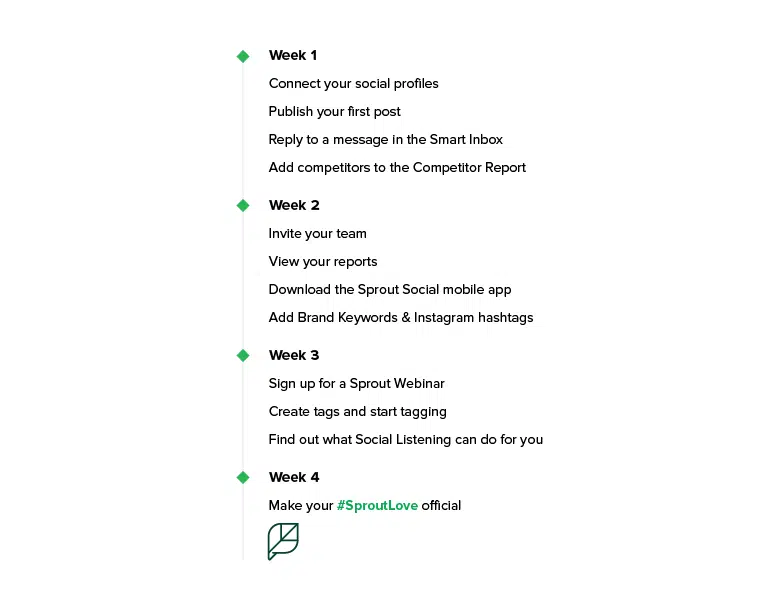 Week 1
Connect your social profiles
Publish your first post
Reply to a message in the Smart Inbox
Add competitors to the Competitor Report
Week 2
Invite your team
View your reports
Download the Sprout Social mobile app
Add Brand Keywords & Instagram hashtags
Week 3
Sign up for a Sprout Webinar
Create tags and start tagging
Find out what Social Listening can do for you
Week 4
Make your #SproutLove official